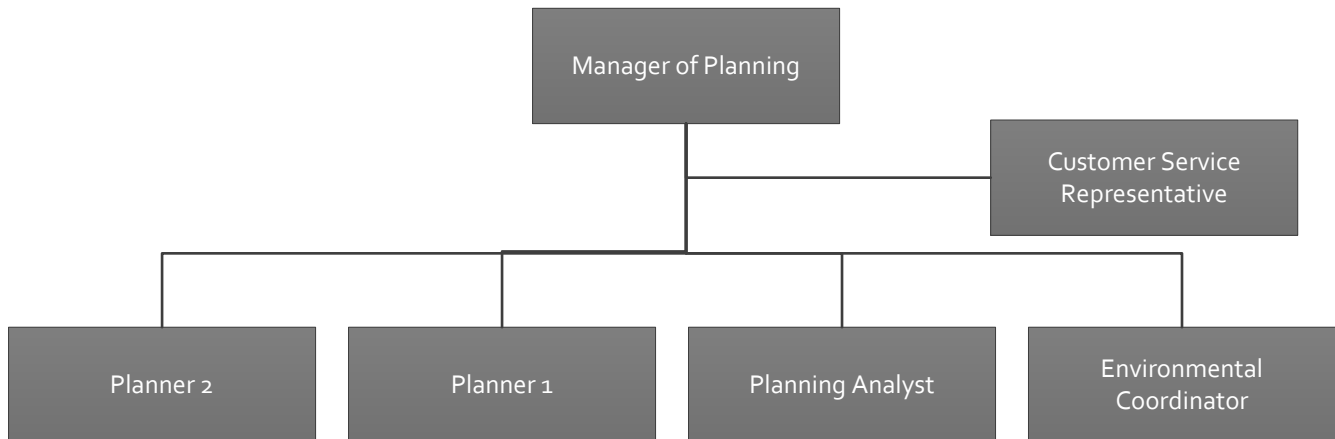 Manager of Planning
Customer Service
Representative
Planner 2
Planner 1
Planning Analyst
Environmental
Coordinator